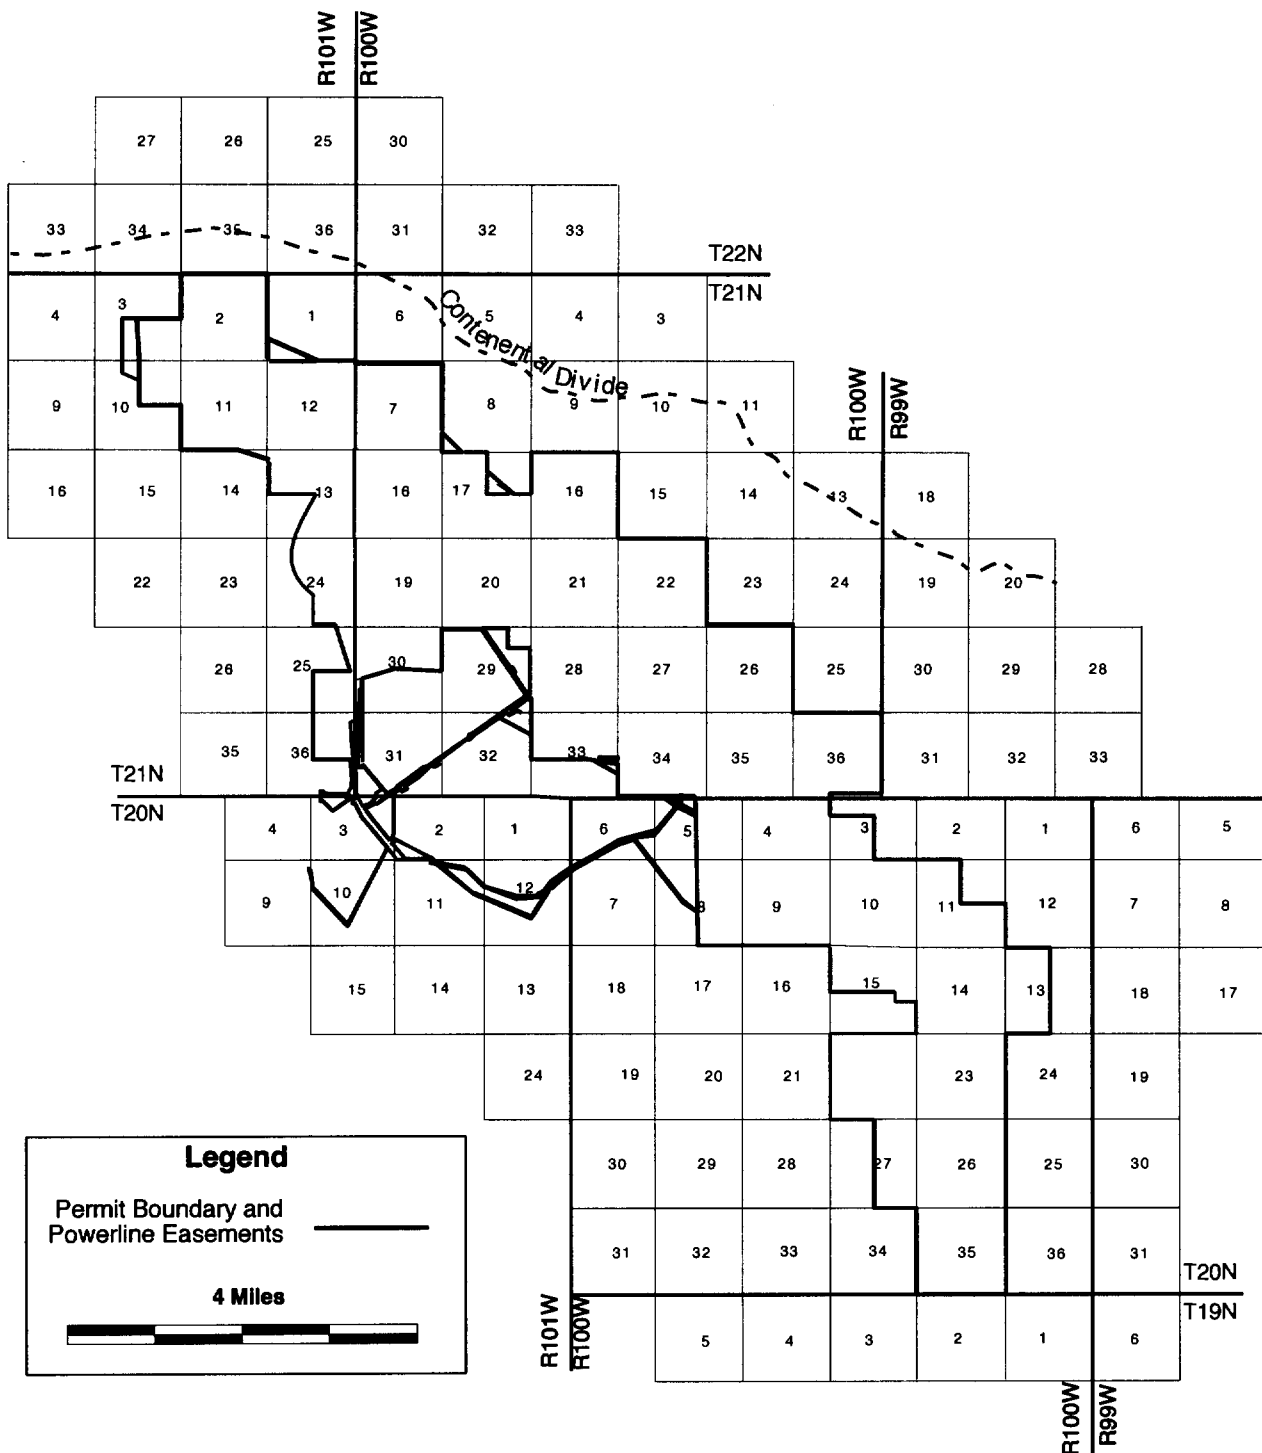 R101W R100W
27 26 25 30
33 34 35 36 31 32 33
T22N
T21N
4 3 2 1 6 5 4 3
Contenental Divide
9 10 11 12 7 8 9 10 11
R100W R99W
16 15 14 13 16 17 16 15 14 13 18
22 23 24 19 20 21 22 23 24 19 20
26 25 30 29 28 27 26 25 30 29 28
35 36 31 32 33 34 35 36 31 32 33
T21N
T20N
4 3 2 1 6 5 4 3 2 1 6 5
9 10 11 12 7 8 9 10 11 12 7 8
15 14 13 18 17 16 15 14 13 18 17
24 19 20 21 23 24 19
30 29 28 27 26 25 30
31 32 33 34 35 36 31
T20N
T19N
R101W R100W
5 4 3 2 1 6
R100W R99W
Legend
Permit Boundary and
Powerline Easements
4 Miles